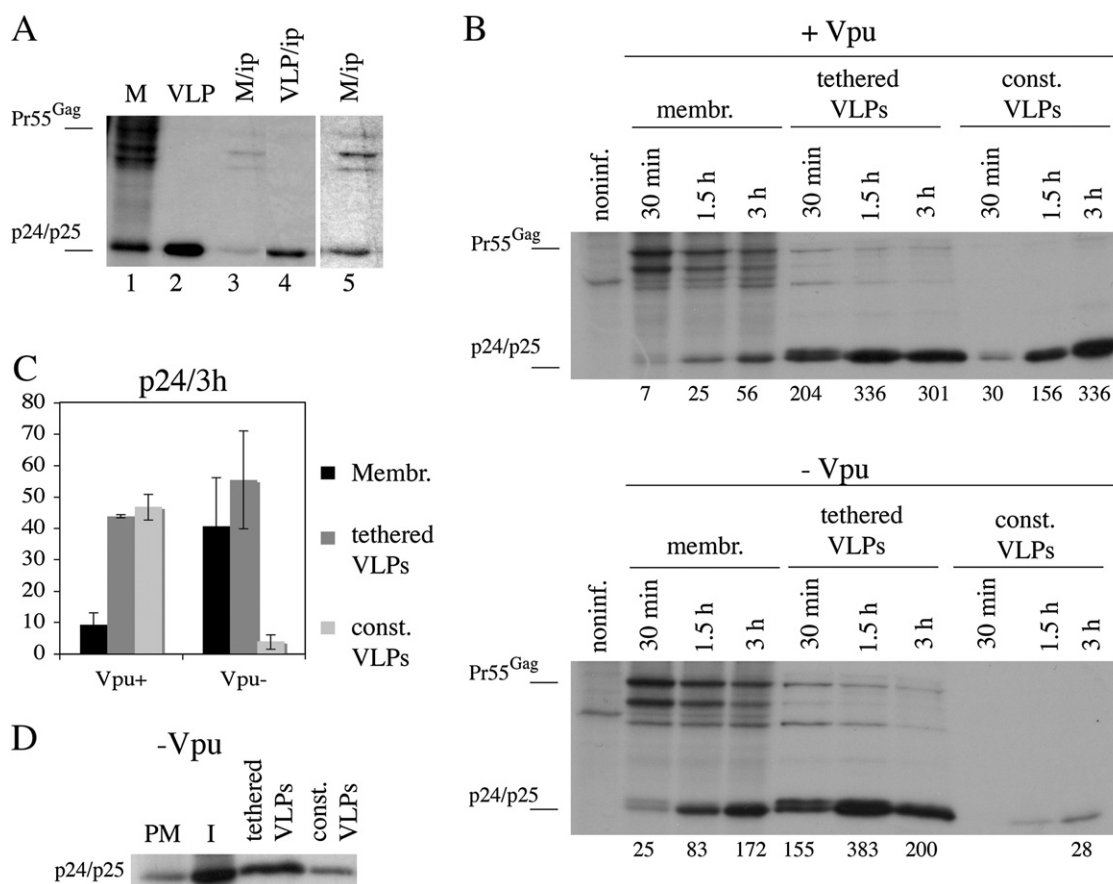 A
M VLP M/ip VLP/ip M/ip
Pr55Gag
p24/p25
1 2 3 4 5
B
+ Vpu
membr. tethered VLPs const. VLPs
noninf. 30 min 1.5 h 3 h 30 min 1.5 h 3 h 30 min 1.5 h 3 h
Pr55Gag
p24/p25
7 25 56 204 336 301 30 156 336
- Vpu
membr. tethered VLPs const. VLPs
noninf. 30 min 1.5 h 3 h 30 min 1.5 h 3 h 30 min 1.5 h 3 h
Pr55Gag
p24/p25
25 83 172 155 383 200 28
C
p24/3h
80
70
60
50
40
30
20
10
0
Vpu+ Vpu-
Membr.
tethered
VLPs
const.
VLPs
D
-Vpu
PM I tethered VLPs const. VLPs
p24/p25